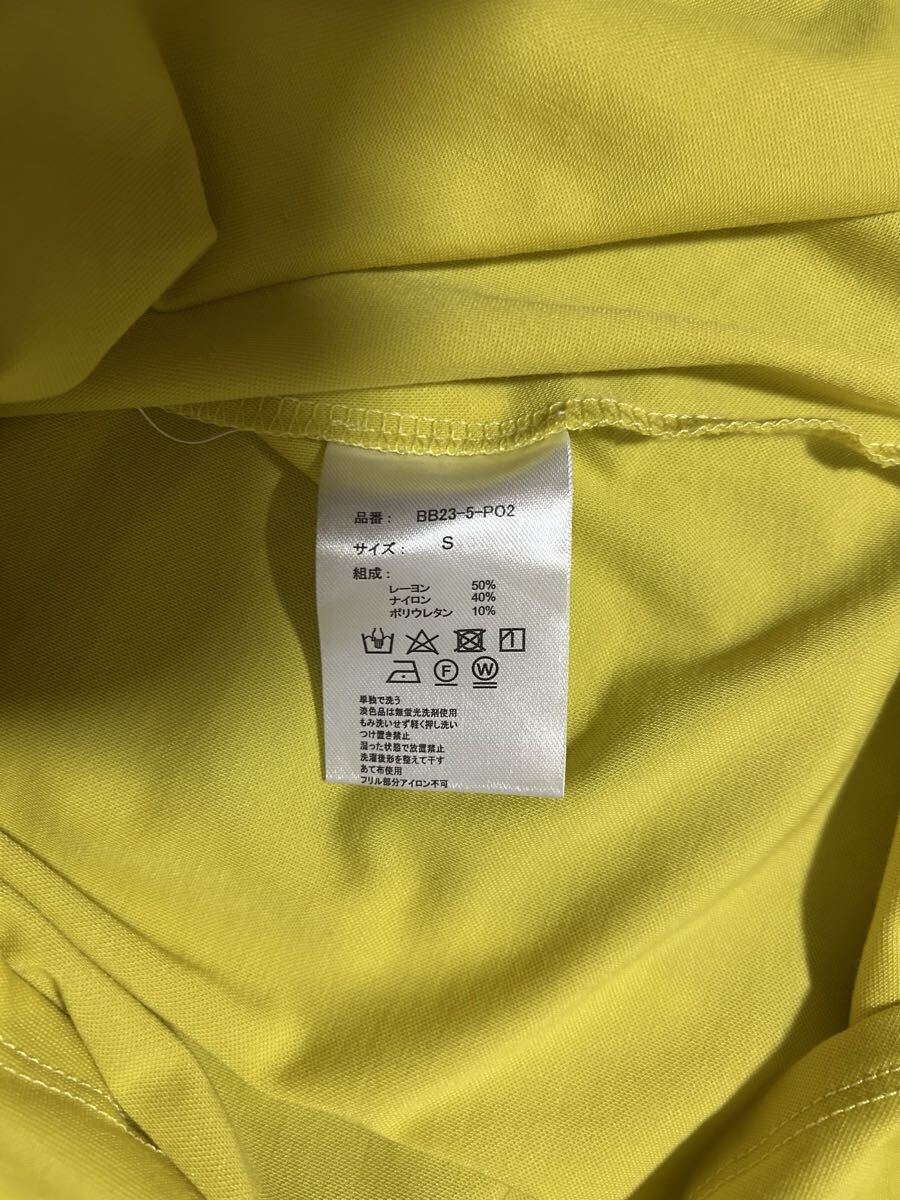 品番： BB23-5-PO2
サイズ： S
組成：
レーヨン 50%
ナイロン 40%
ポリウレタン 10%
F W
単独で洗う
淡色品は無蛍光洗剤使用
もみ洗いせず軽く押し洗い
つけ置き禁止
湿った状態で放置禁止
洗濯後形を整えて干す
あて布使用
フリル部分アイロン不可